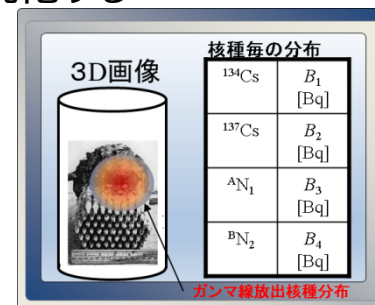 核種毎の分布
3D画像
¹³⁴Cs B₁ [Bq]
¹³⁷Cs B₂ [Bq]
ᴬN₁ B₃ [Bq]
ᴮN₂ B₄ [Bq]
ガンマ線放出核種分布